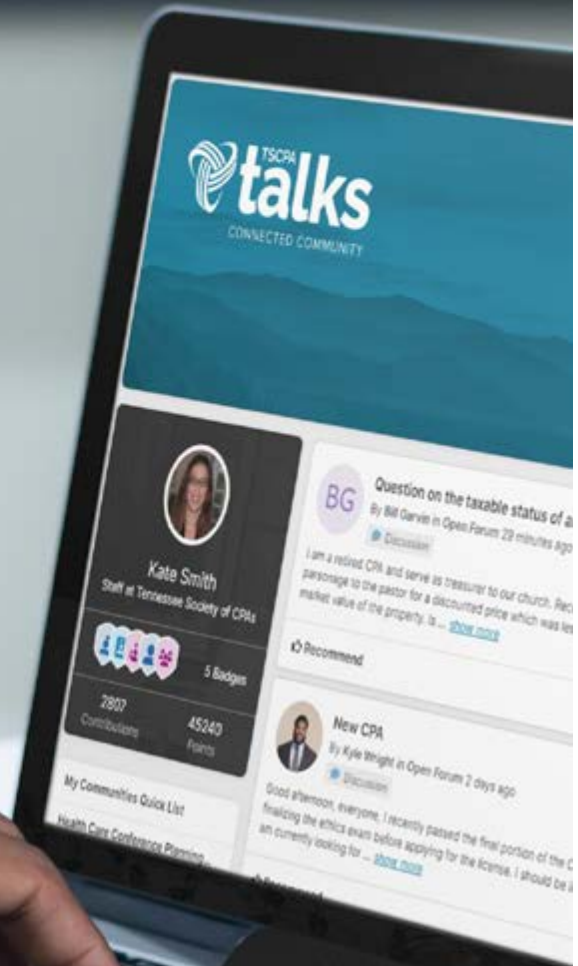 TSCPA
talks
CONNECTED COMMUNITY
Kate Smith
Staff at Tennessee Society of CPAs
5 Badges
2807
Contributions
45240
Points
My Communities Quick List
Health Care Conference Planning
BG
Question on the taxable status of
By Bill Garvin in Open Forum 29 minutes ago
Discussion
I am a retired CPA and serve as treasurer to our church.
parsonage to the pastor for a discounted price which was
market value of the property. Is ... show more
Recommend
New CPA
By Kyle Wright in Open Forum 2 days ago
Discussion
Good afternoon, everyone, I recently passed the final portion of the
finalizing the ethics exam before applying for the license. I should be
am currently looking for ... show more
Recommend